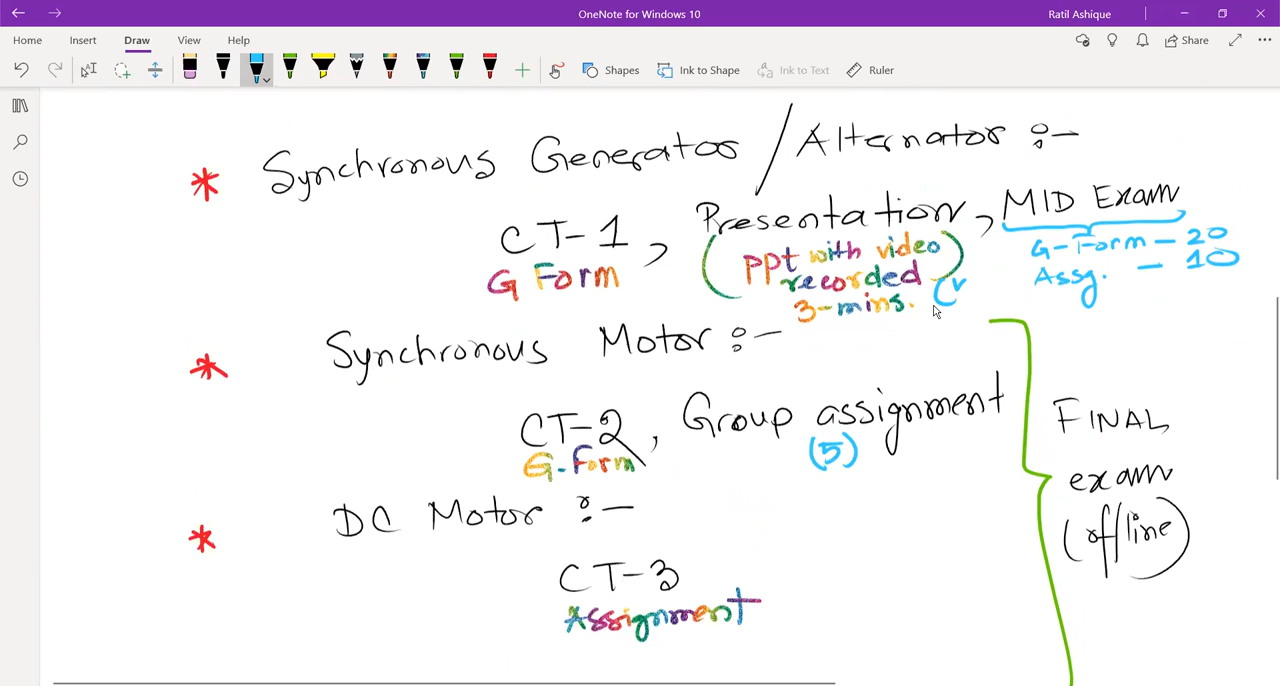 OneNote for Windows 10
Ratil Ashique
Home Insert Draw View Help
Share
Shapes Ink to Shape Ink to Text Ruler
* Synchronous Generator / Alternator :-
CT-1, Presentation, MID Exam
G Form (PPt with video recorded 3-mins.)
G-Form - 20
Assg. - 10
* Synchronous Motor :-
CT-2, Group assignment
G-Form (5)
FINAL
exam
(offline)
* DC Motor :-
CT-3
Assignment